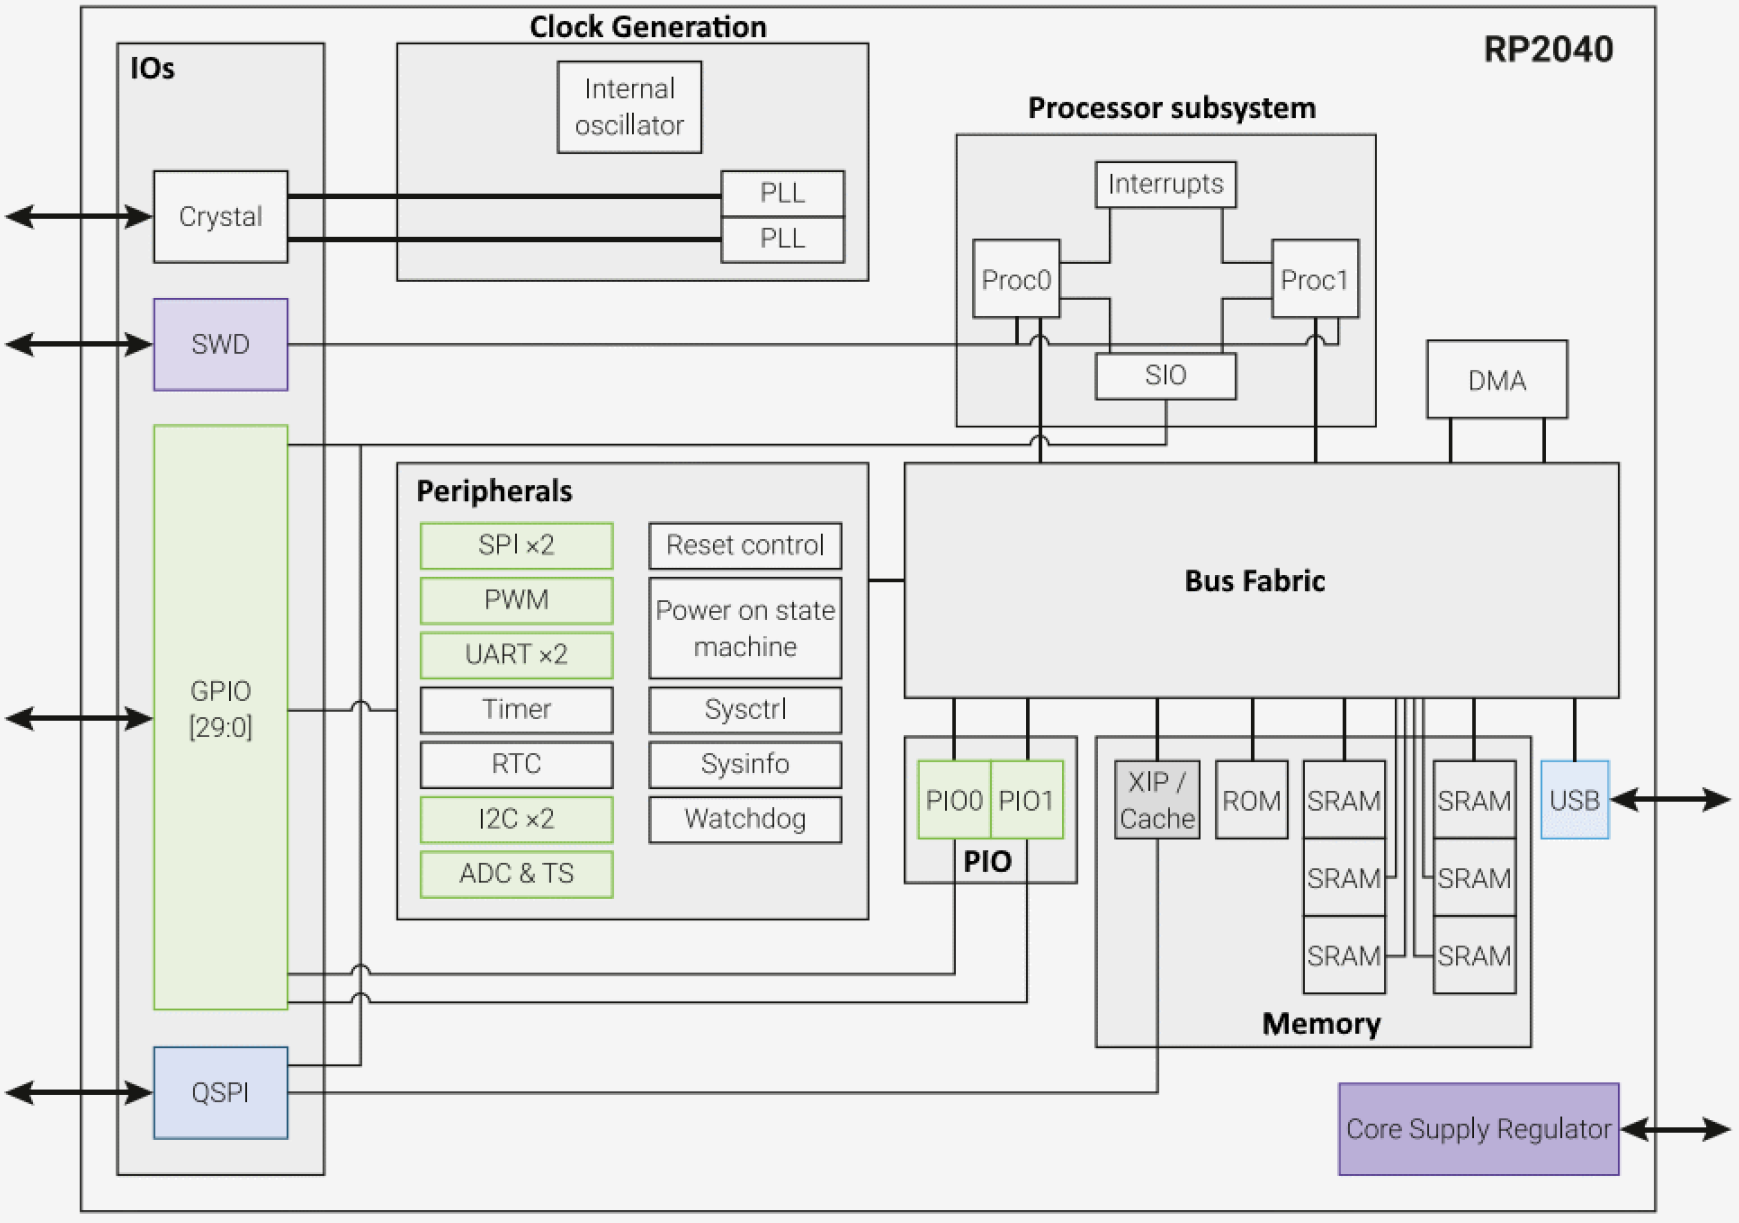 Clock Generation
RP2040
IOs
Internal
oscillator
Processor subsystem
Interrupts
Crystal
PLL
PLL
Proc0
Proc1
SWD
SIO
DMA
Peripherals
SPI ×2
Reset control
PWM
Power on state
machine
UART ×2
Bus Fabric
GPIO
[29:0]
Timer
Sysctrl
RTC
Sysinfo
I2C ×2
Watchdog
ADC & TS
PIO0
PIO1
PIO
XIP /
Cache
ROM
SRAM
SRAM
USB
SRAM
SRAM
SRAM
SRAM
Memory
QSPI
Core Supply Regulator